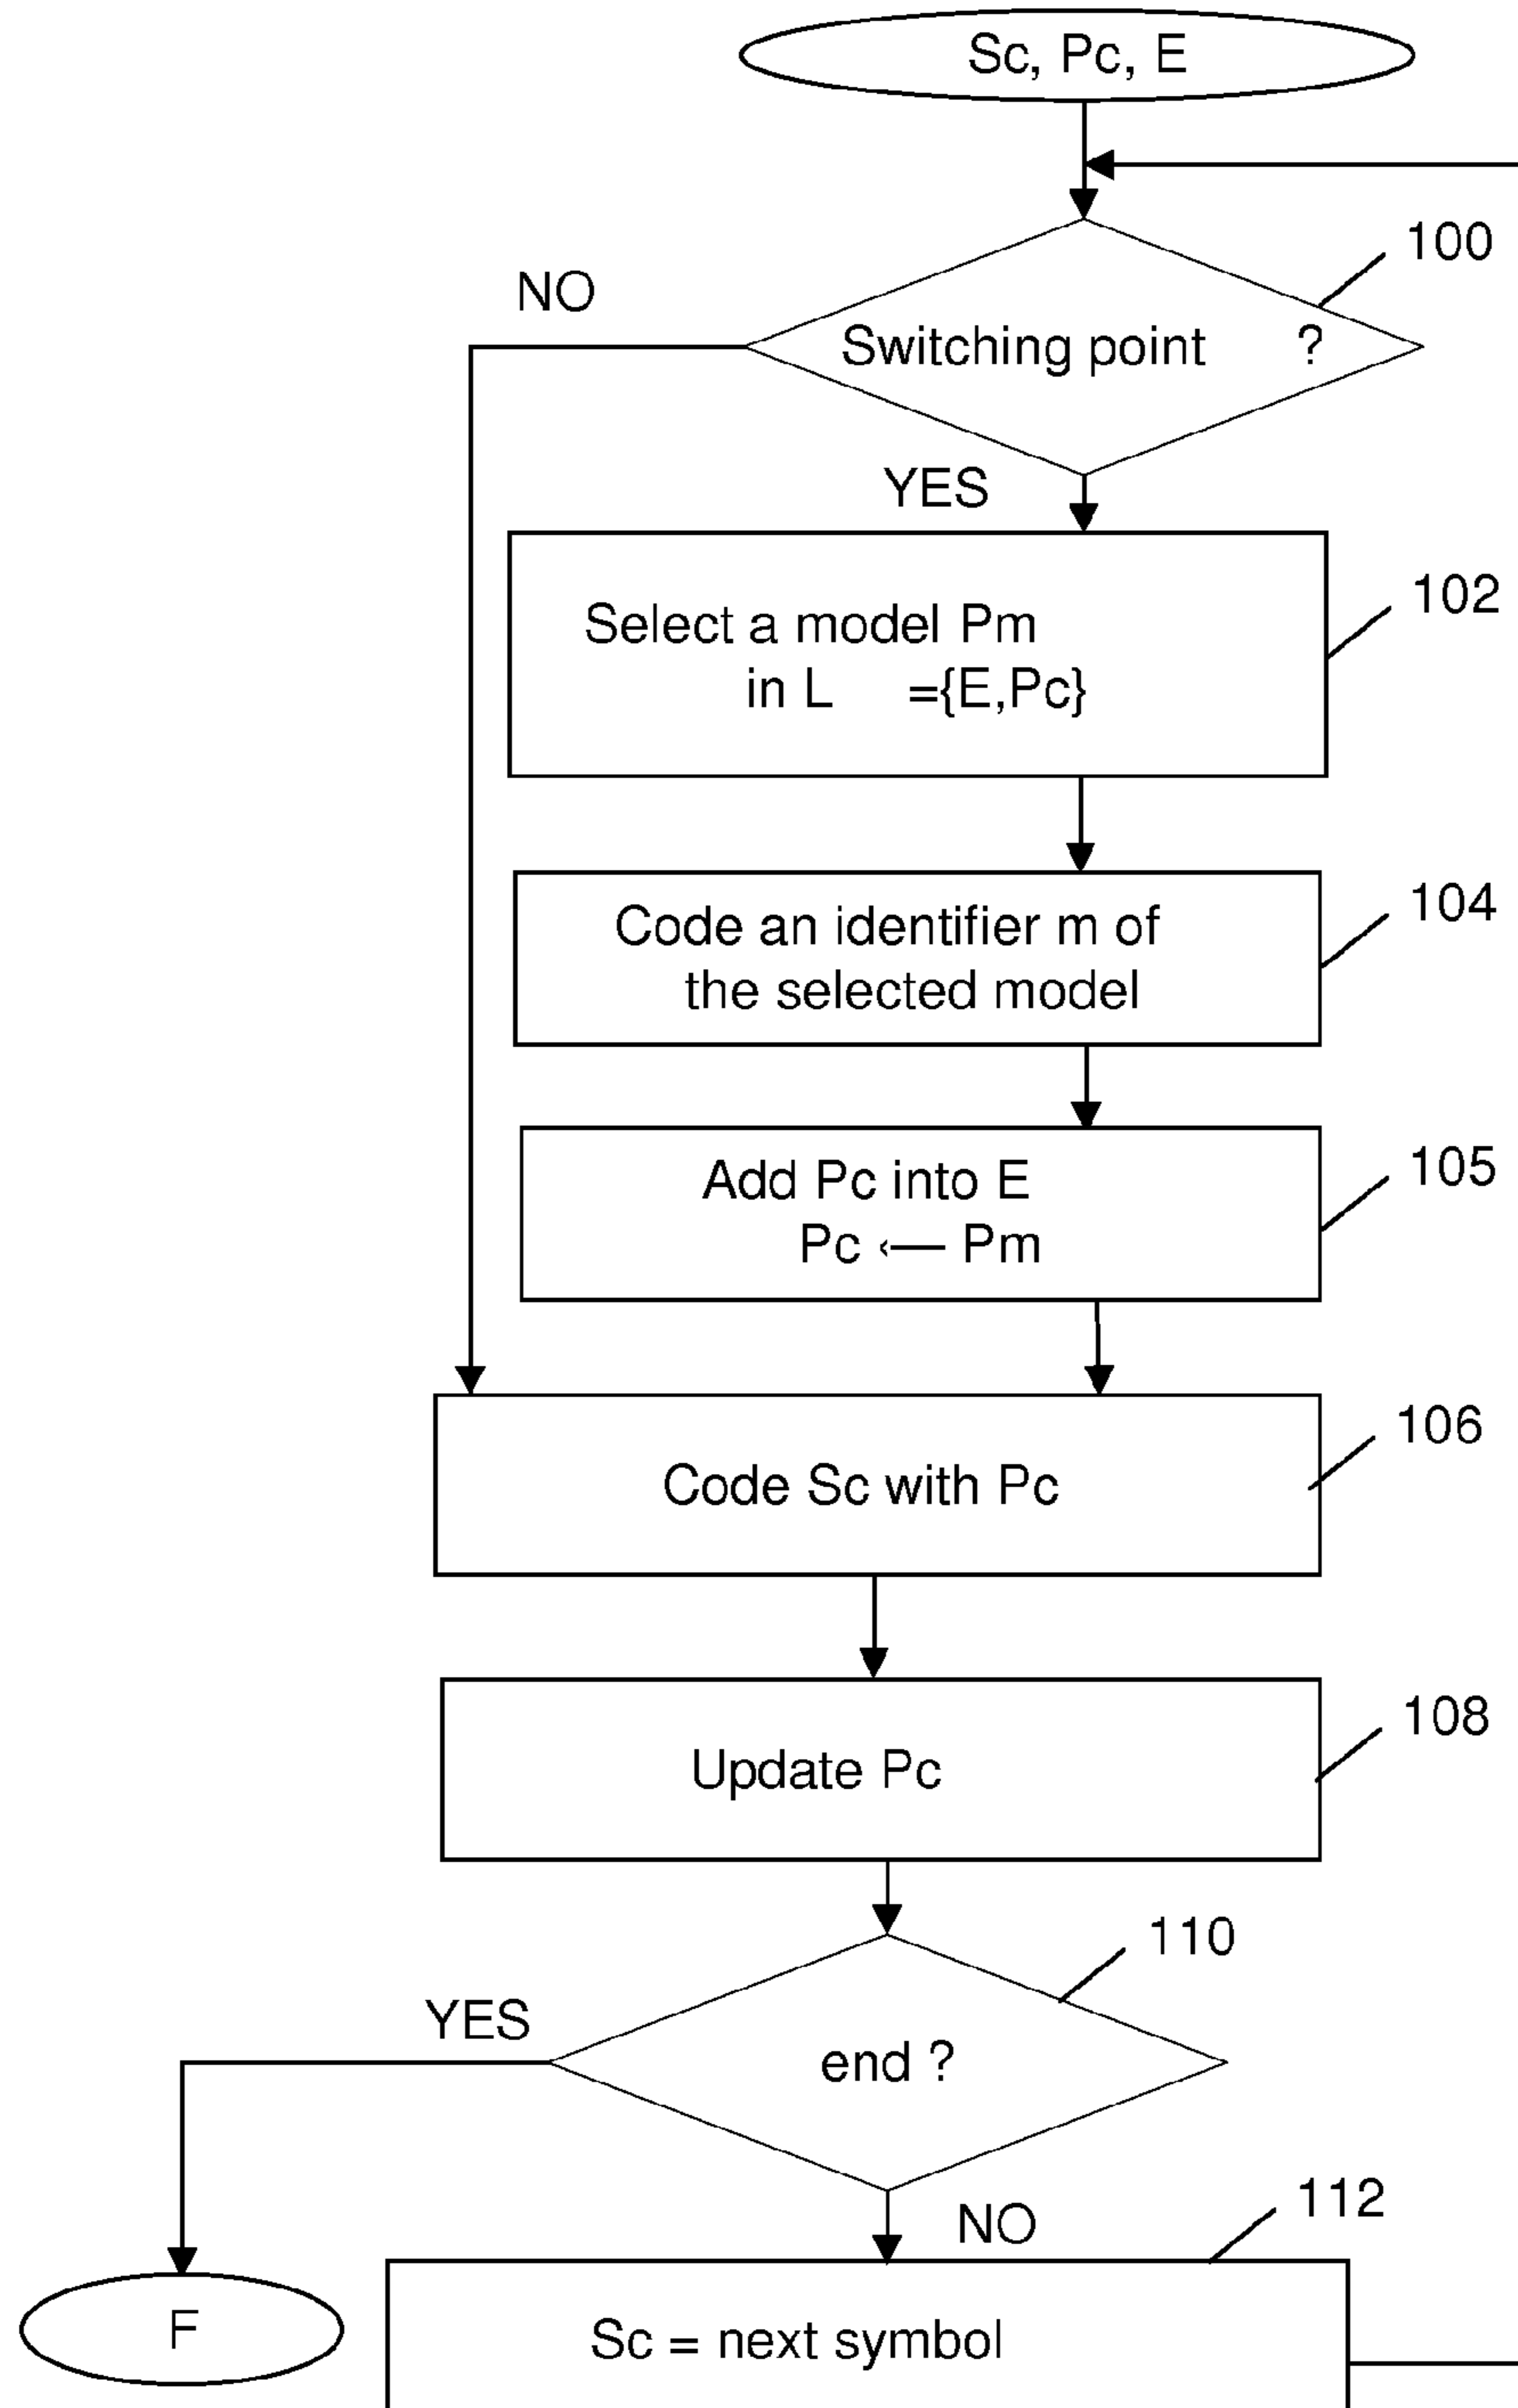 Sc, Pc, E
100
NO
Switching point ?
YES
102
Select a model Pm
in L ={E,Pc}
104
Code an identifier m of
the selected model
105
Add Pc into E
Pc ← Pm
106
Code Sc with Pc
108
Update Pc
110
YES
end ?
112
NO
F
Sc = next symbol